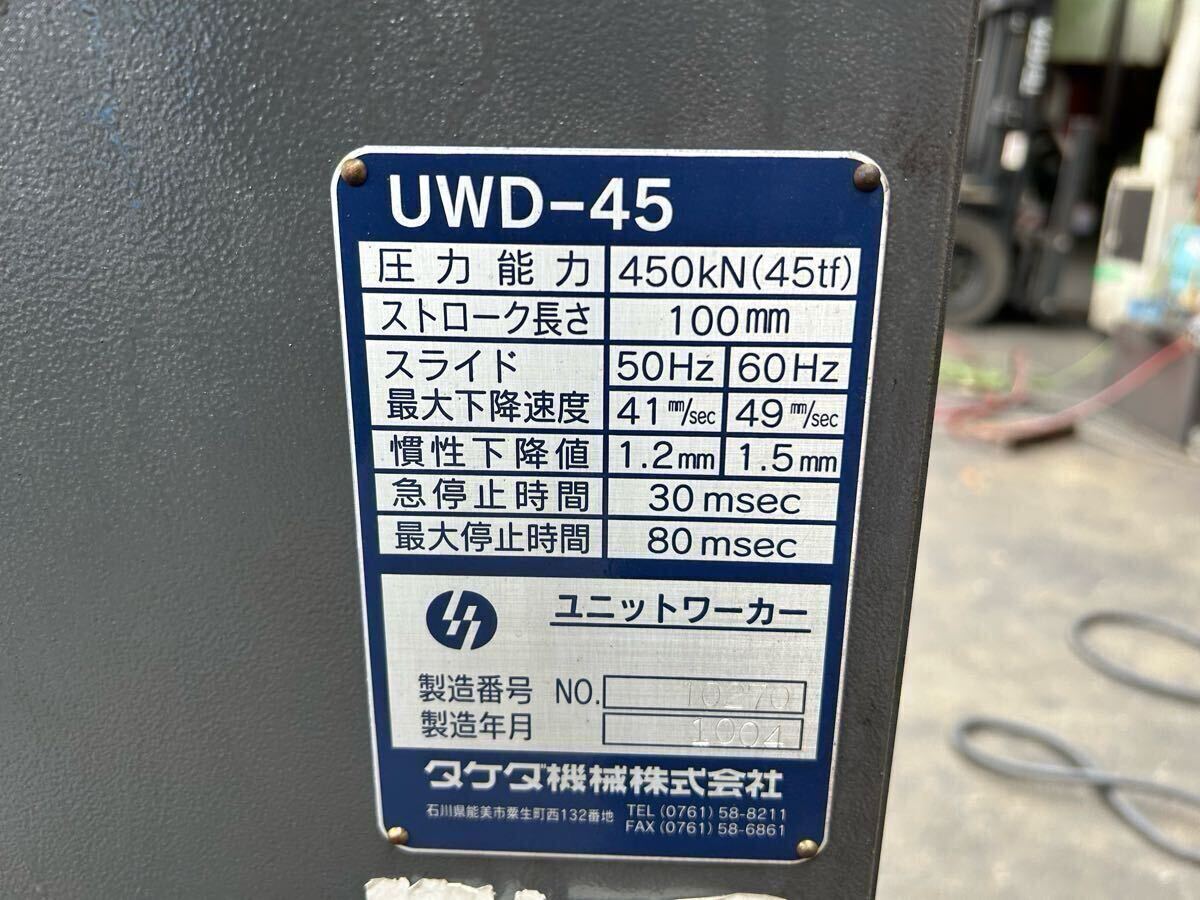 UWD-45
圧力能力 450kN(45tf)
ストローク長さ 100mm
スライド 50Hz 60Hz
最大下降速度 41mm/sec 49mm/sec
慣性下降値 1.2mm 1.5mm
急停止時間 30msec
最大停止時間 80msec
ユニットワーカー
製造番号 NO. 10270
製造年月 1004
タケダ機械株式会社
石川県能美市粟生町西132番地 TEL (0761) 58-8211
FAX (0761) 58-6861